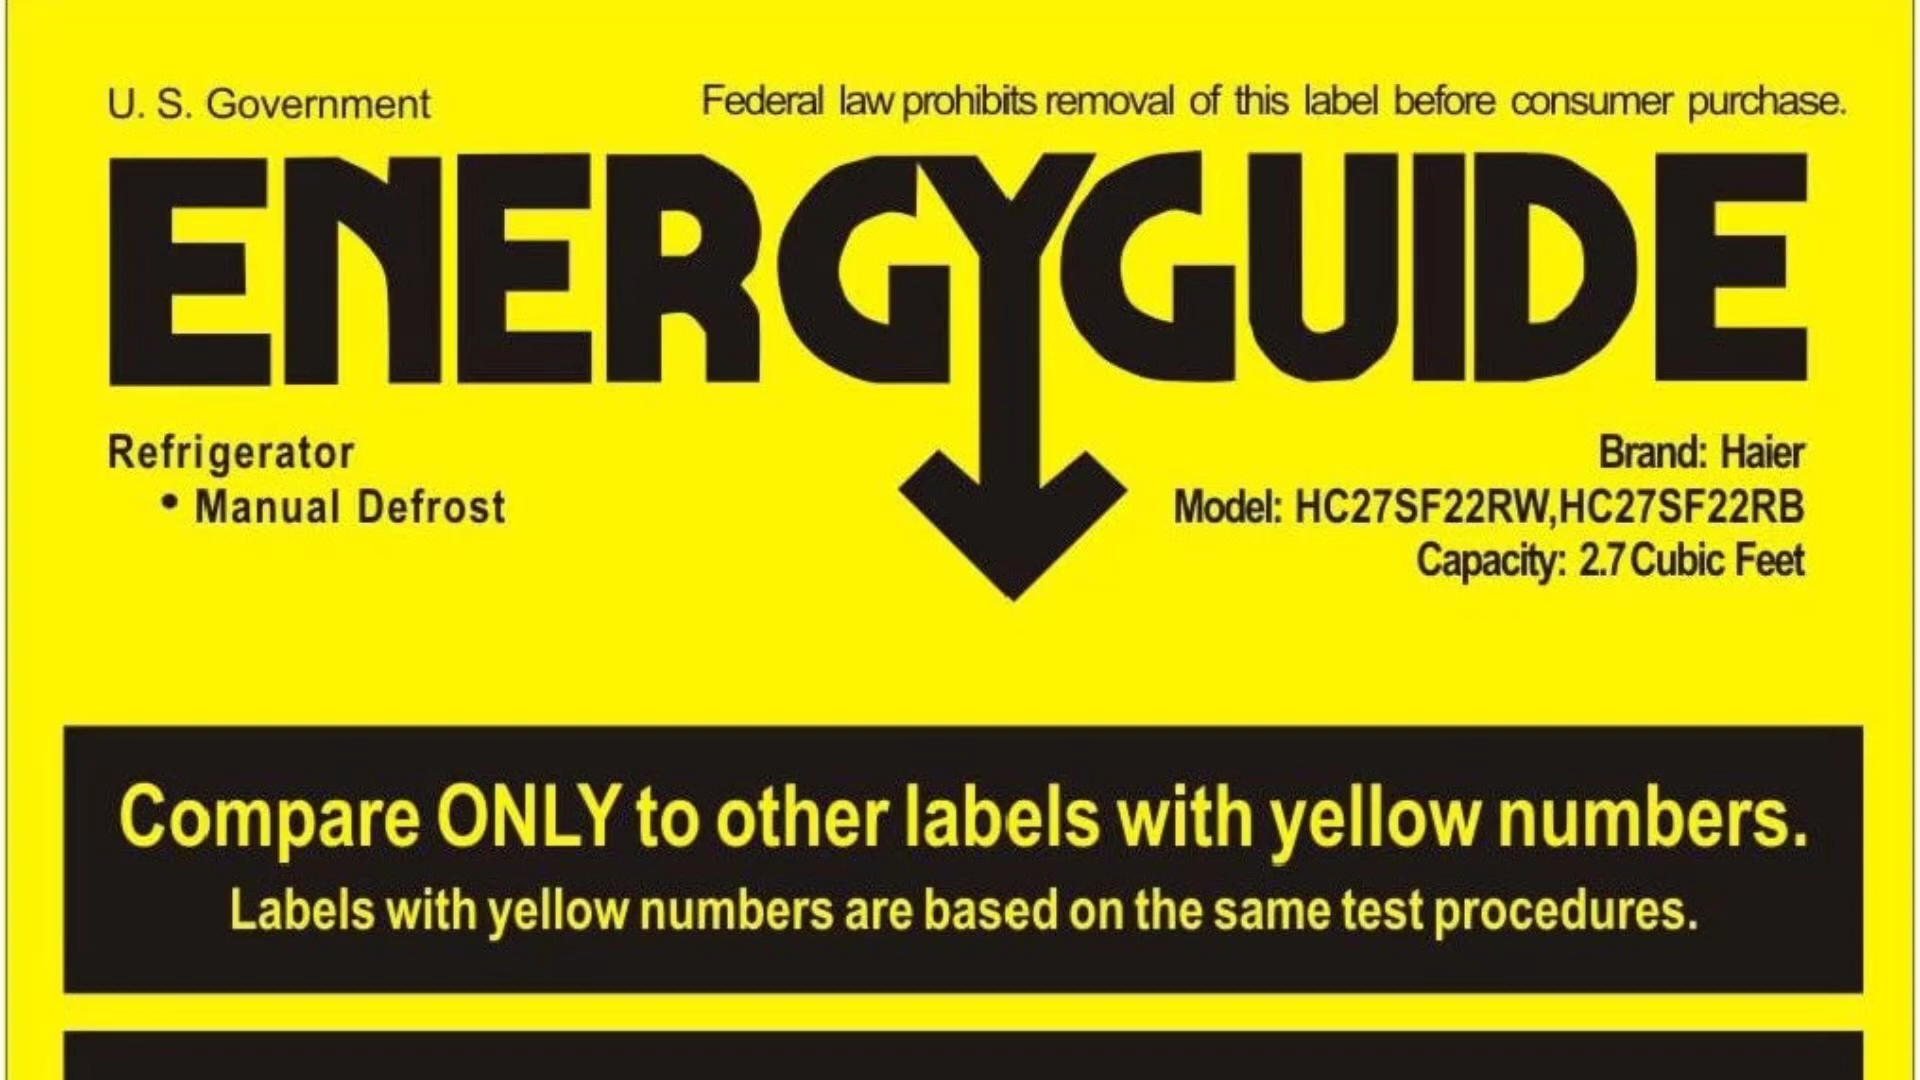 U. S. Government
Federal law prohibits removal of this label before consumer purchase.
ENERGYGUIDE
Refrigerator
• Manual Defrost
Brand: Haier
Model: HC27SF22RW,HC27SF22RB
Capacity: 2.7 Cubic Feet
Compare ONLY to other labels with yellow numbers.
Labels with yellow numbers are based on the same test procedures.